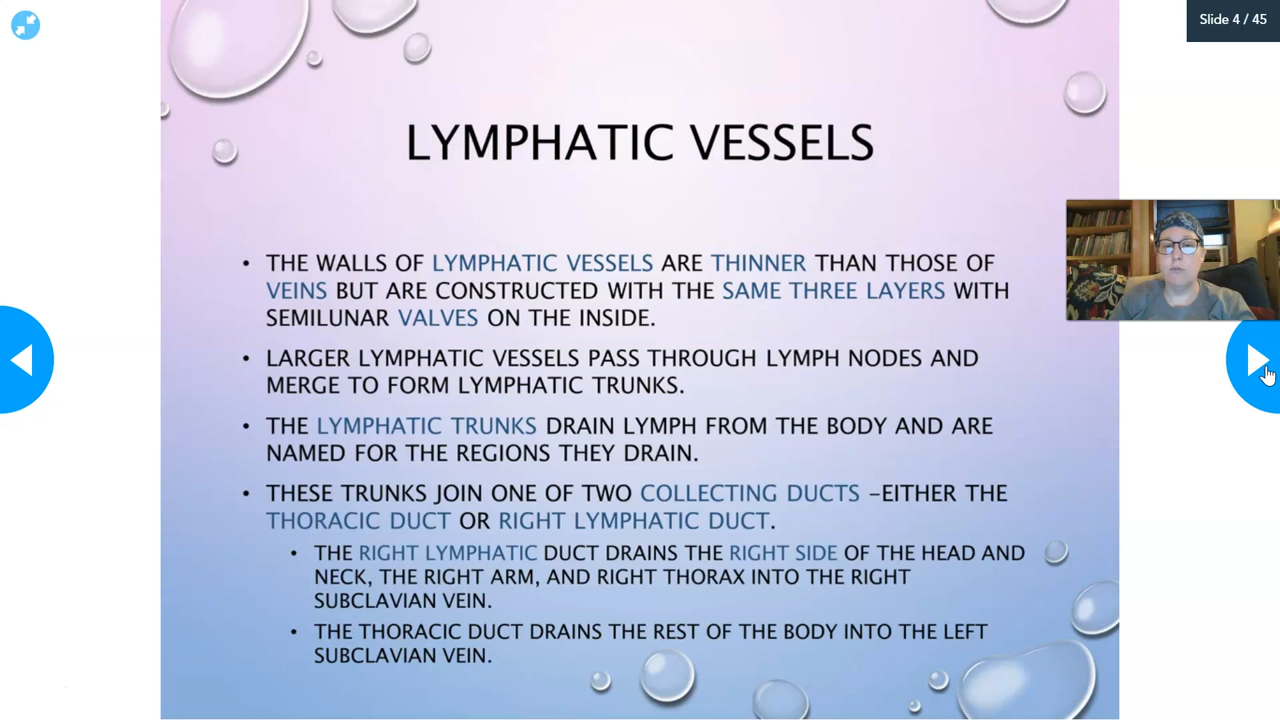 Slide 4 / 45
LYMPHATIC VESSELS
• THE WALLS OF LYMPHATIC VESSELS ARE THINNER THAN THOSE OF
VEINS BUT ARE CONSTRUCTED WITH THE SAME THREE LAYERS WITH
SEMILUNAR VALVES ON THE INSIDE.
• LARGER LYMPHATIC VESSELS PASS THROUGH LYMPH NODES AND
MERGE TO FORM LYMPHATIC TRUNKS.
• THE LYMPHATIC TRUNKS DRAIN LYMPH FROM THE BODY AND ARE
NAMED FOR THE REGIONS THEY DRAIN.
• THESE TRUNKS JOIN ONE OF TWO COLLECTING DUCTS –EITHER THE
THORACIC DUCT OR RIGHT LYMPHATIC DUCT.
• THE RIGHT LYMPHATIC DUCT DRAINS THE RIGHT SIDE OF THE HEAD AND
NECK, THE RIGHT ARM, AND RIGHT THORAX INTO THE RIGHT
SUBCLAVIAN VEIN.
• THE THORACIC DUCT DRAINS THE REST OF THE BODY INTO THE LEFT
SUBCLAVIAN VEIN.